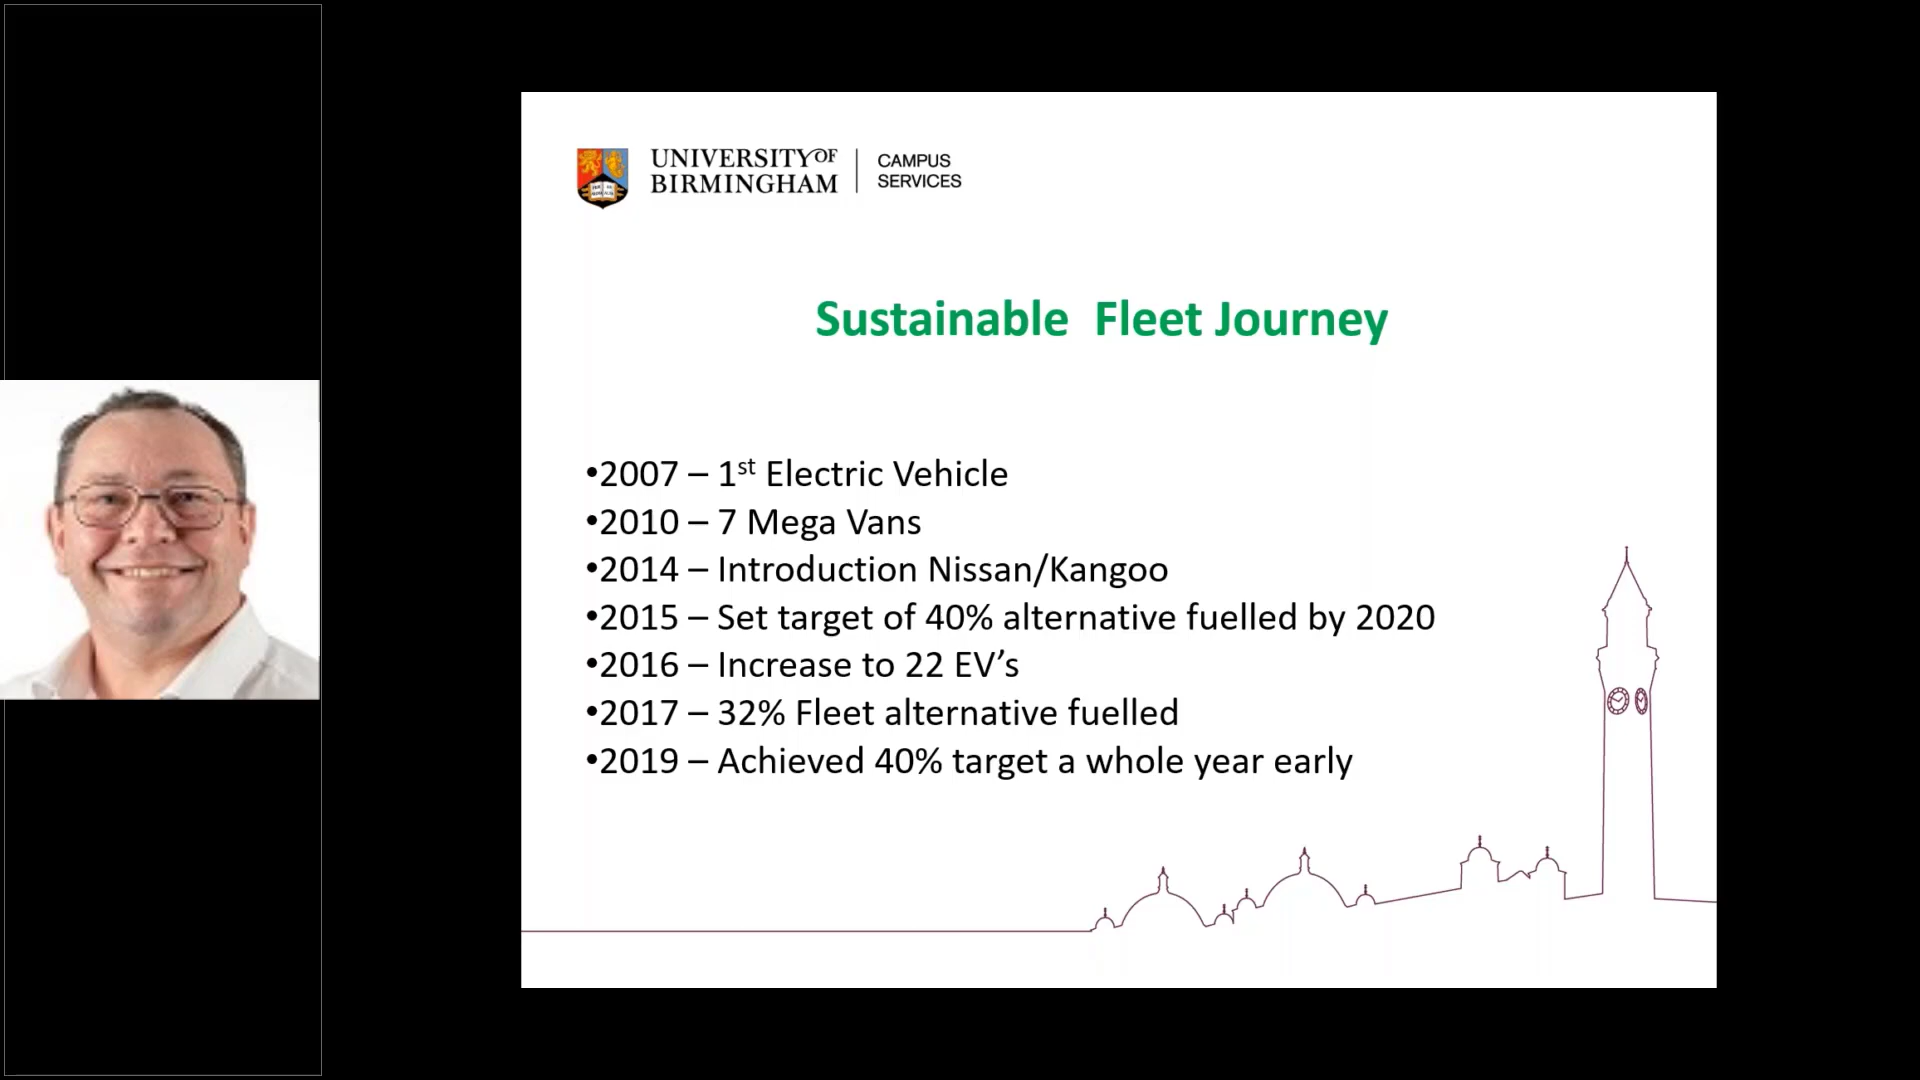 UNIVERSITY OF
BIRMINGHAM
CAMPUS
SERVICES
Sustainable  Fleet Journey
•2007 – 1st Electric Vehicle
•2010 – 7 Mega Vans
•2014 – Introduction Nissan/Kangoo
•2015 – Set target of 40% alternative fuelled by 2020
•2016 – Increase to 22 EV’s
•2017 – 32% Fleet alternative fuelled
•2019 – Achieved 40% target a whole year early